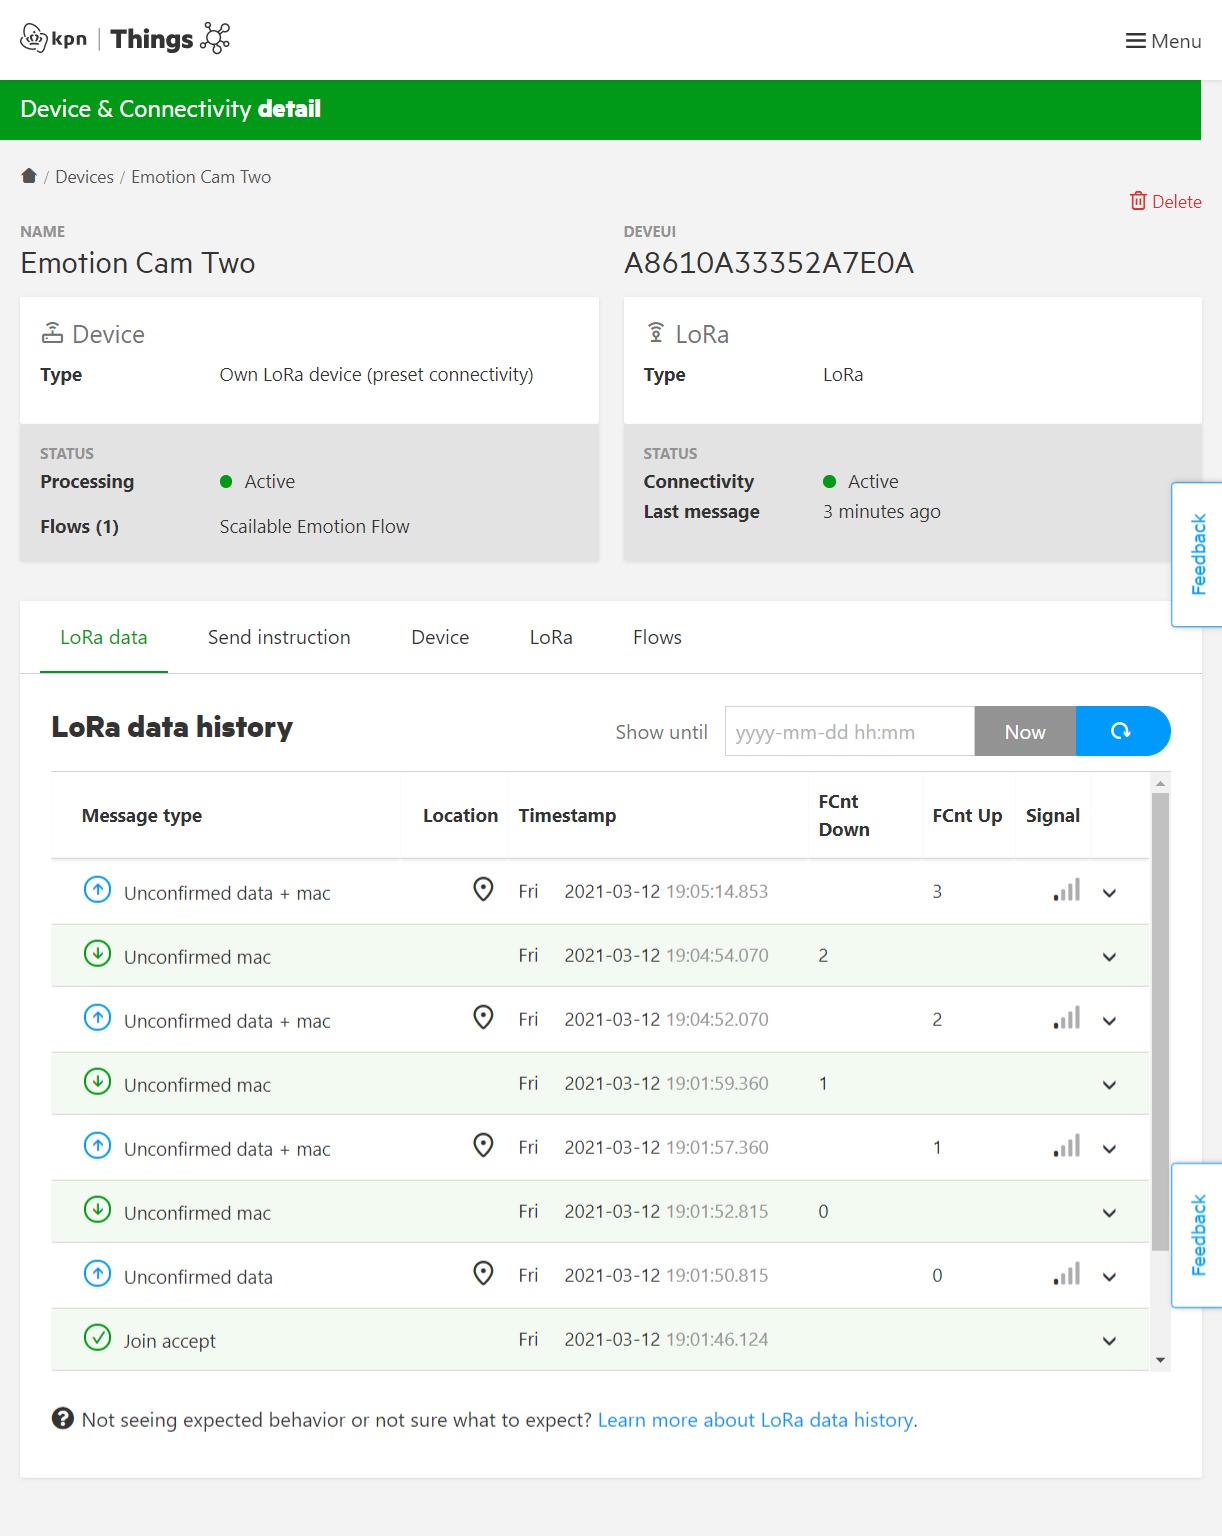 kpn | Things
Menu
Device & Connectivity detail
/ Devices / Emotion Cam Two
Delete
NAME
Emotion Cam Two
DEVEUI
A8610A33352A7E0A
Device
Type Own LoRa device (preset connectivity)
LoRa
Type LoRa
STATUS
Processing Active
Flows (1) Scailable Emotion Flow
STATUS
Connectivity Active
Last message 3 minutes ago
Feedback
LoRa data Send instruction Device LoRa Flows
LoRa data history
Show until yyyy-mm-dd hh:mm Now
Message type Location Timestamp FCnt Down FCnt Up Signal
Unconfirmed data + mac Fri 2021-03-12 19:05:14.853 3
Unconfirmed mac Fri 2021-03-12 19:04:54.070 2
Unconfirmed data + mac Fri 2021-03-12 19:04:52.070 2
Unconfirmed mac Fri 2021-03-12 19:01:59.360 1
Unconfirmed data + mac Fri 2021-03-12 19:01:57.360 1
Unconfirmed mac Fri 2021-03-12 19:01:52.815 0
Unconfirmed data Fri 2021-03-12 19:01:50.815 0
Join accept Fri 2021-03-12 19:01:46.124
Feedback
Not seeing expected behavior or not sure what to expect? Learn more about LoRa data history.